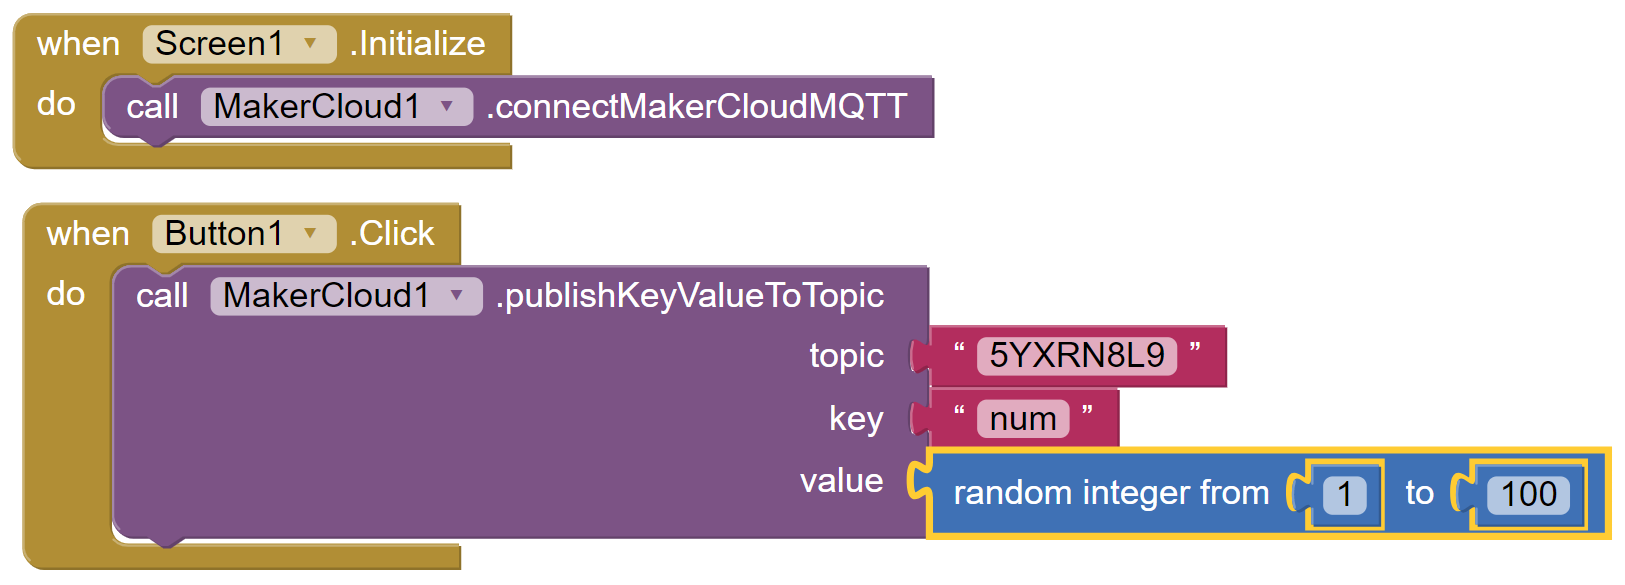 when Screen1 .Initialize
do call MakerCloud1 .connectMakerCloudMQTT
when Button1 .Click
do call MakerCloud1 .publishKeyValueToTopic
topic “ 5YXRN8L9 ”
key “ num ”
value random integer from 1 to 100